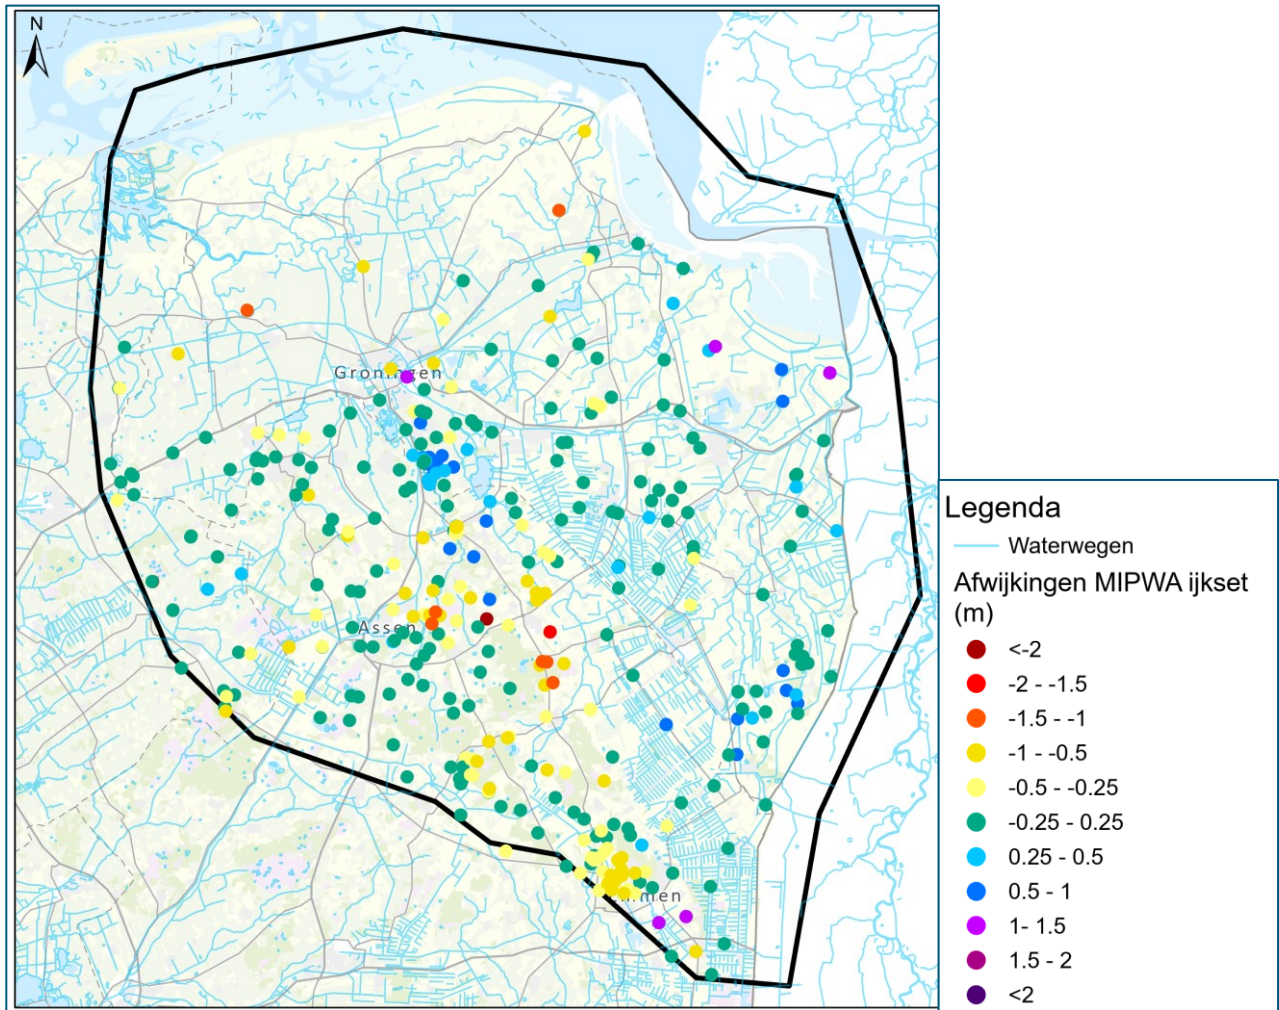 N
Groningen
Assen
Legenda
Waterwegen
Afwijkingen MIPWA ijkset
(m)
<-2
-2 - -1.5
-1.5 - -1
-1 - -0.5
-0.5 - -0.25
-0.25 - 0.25
0.25 - 0.5
0.5 - 1
1- 1.5
1.5 - 2
<2